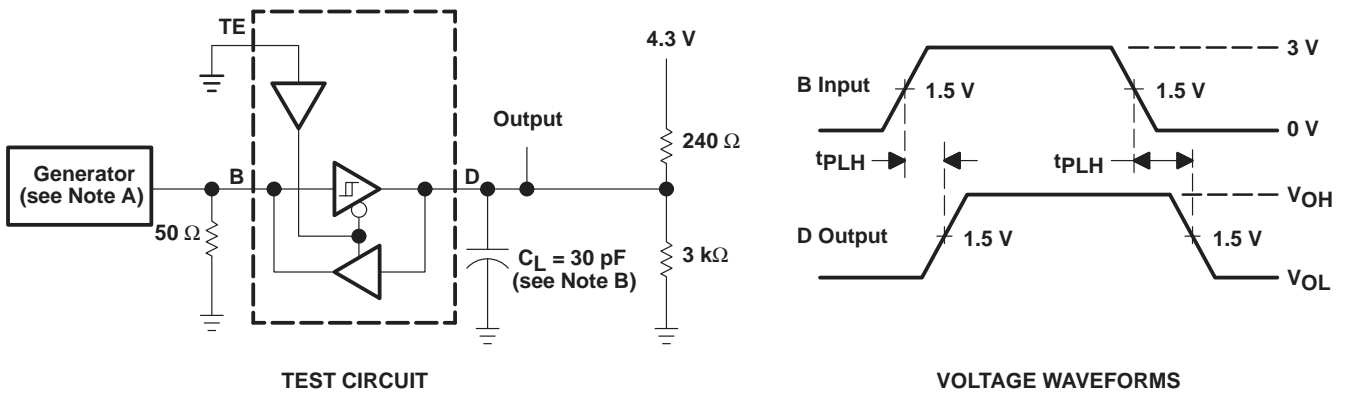 TE
4.3 V
Output
240 Ω
Generator
(see Note A)
B
D
50 Ω
CL = 30 pF
(see Note B)
3 kΩ
TEST CIRCUIT
3 V
B Input
1.5 V
1.5 V
0 V
tPLH
tPLH
VOH
D Output
1.5 V
1.5 V
VOL
VOLTAGE WAVEFORMS